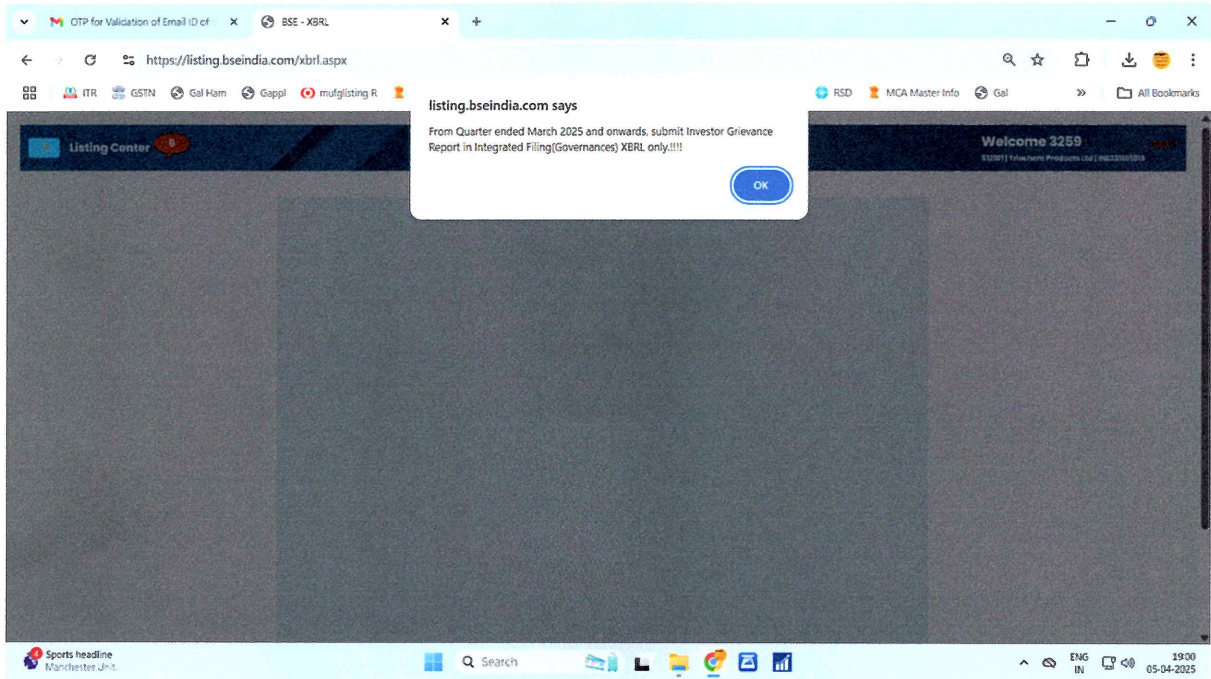 OTP for Validation of Email ID of
BSE - XBRL
https://listing.bseindia.com/xbrl.aspx
ITR
GSTN
Gal Ham
Gappl
mufglisting R
RSD
MCA Master Info
Gal
All Bookmarks
listing.bseindia.com says
From Quarter ended March 2025 and onwards, submit Investor Grievance
Report in Integrated Filing(Governances) XBRL only.!!!!
OK
Listing Center
Welcome 3259
Sports headline
Manchester Unit...
Search
ENG
IN
19:00
05-04-2025